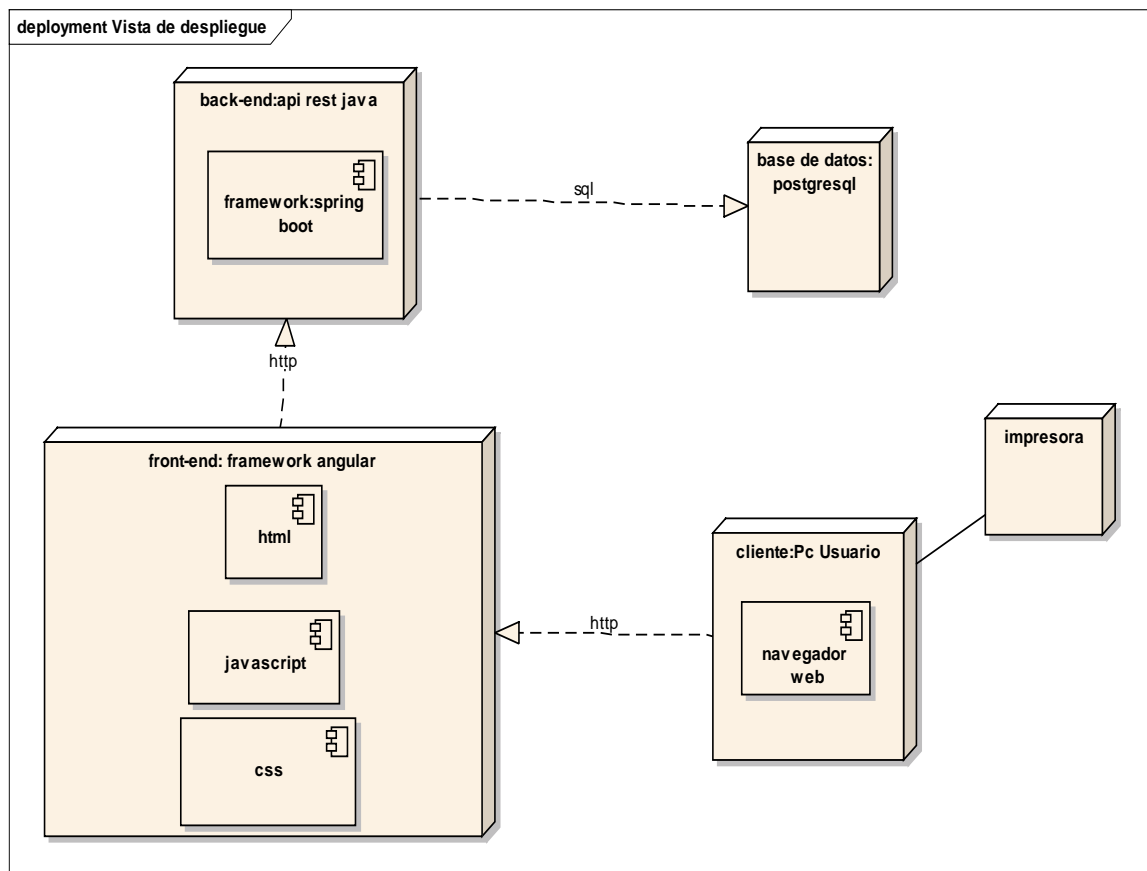 deployment Vista de despliegue
back-end:api rest java
framework:spring
boot
sql
base de datos:
postgresql
http
front-end: framework angular
html
javascript
css
http
cliente:Pc Usuario
navegador
web
impresora